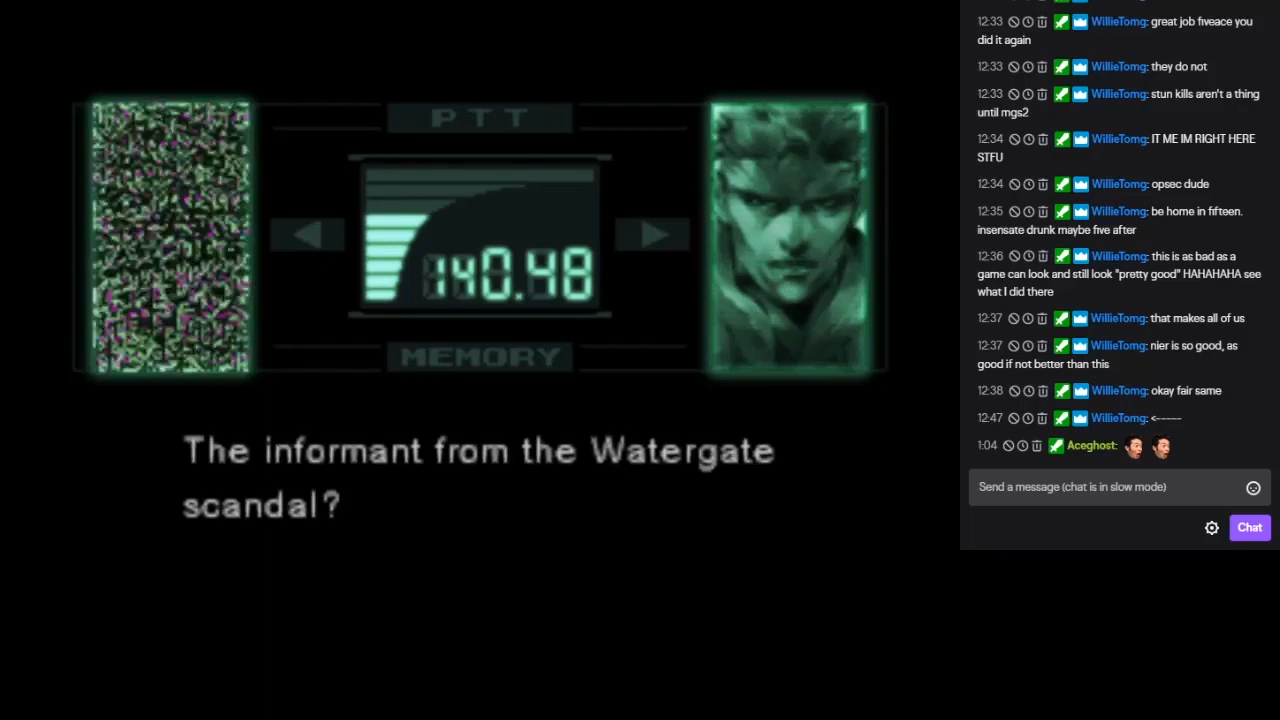 PTT
140.48
MEMORY
The informant from the Watergate
scandal?
12:33 WillieTomg: great job fiveace you
did it again
12:33 WillieTomg: they do not
12:33 WillieTomg: stun kills aren't a thing
until mgs2
12:34 WillieTomg: IT ME IM RIGHT HERE
STFU
12:34 WillieTomg: opsec dude
12:35 WillieTomg: be home in fifteen.
insensate drunk maybe five after
12:36 WillieTomg: this is as bad as a
game can look and still look "pretty good" HAHAHAHA see
what I did there
12:37 WillieTomg: that makes all of us
12:37 WillieTomg: nier is so good, as
good if not better than this
12:38 WillieTomg: okay fair same
12:47 WillieTomg: <-----
1:04 Aceghost:
Send a message (chat is in slow mode)
Chat